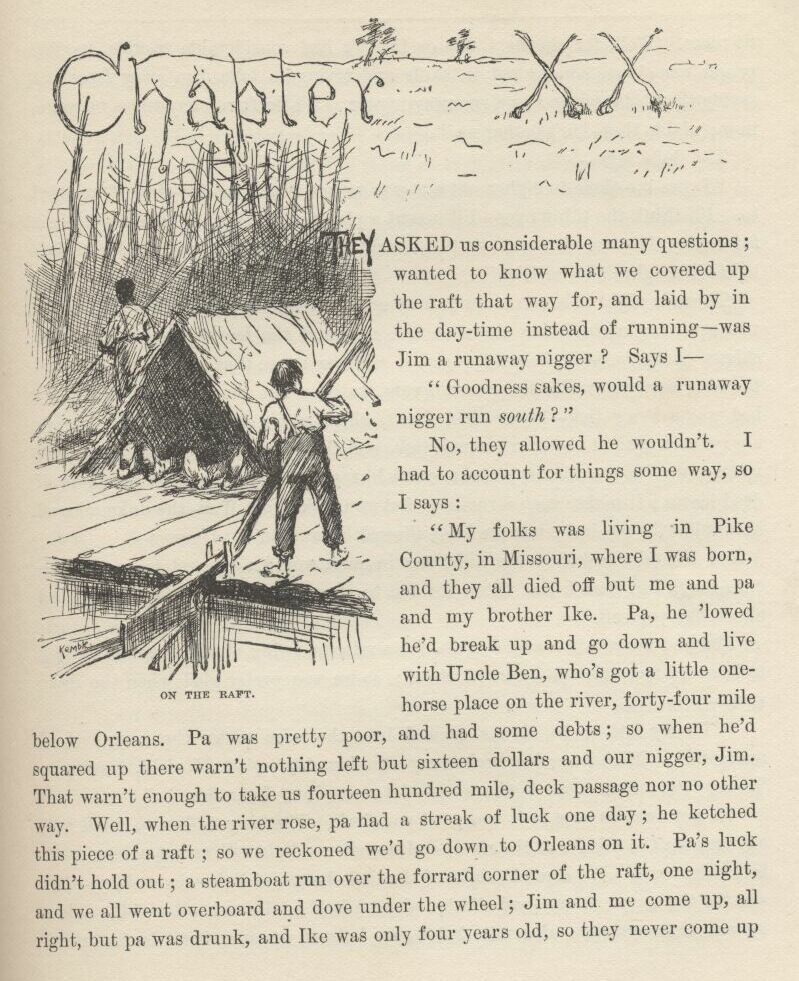 Chapter XX
THEY ASKED us considerable many questions ;
wanted to know what we covered up
the raft that way for, and laid by in
the day-time instead of running—was
Jim a runaway nigger ? Says I—
“ Goodness sakes, would a runaway
nigger run south ? ”
No, they allowed he wouldn't. I
had to account for things some way, so
I says :
“ My folks was living in Pike
County, in Missouri, where I was born,
and they all died off but me and pa
and my brother Ike. Pa, he 'lowed
he'd break up and go down and live
with Uncle Ben, who's got a little one-
horse place on the river, forty-four mile
Kemble
ON THE RAFT.
below Orleans. Pa was pretty poor, and had some debts ; so when he'd
squared up there warn't nothing left but sixteen dollars and our nigger, Jim.
That warn't enough to take us fourteen hundred mile, deck passage nor no other
way. Well, when the river rose, pa had a streak of luck one day ; he ketched
this piece of a raft ; so we reckoned we'd go down to Orleans on it. Pa's luck
didn't hold out ; a steamboat run over the forrard corner of the raft, one night,
and we all went overboard and dove under the wheel ; Jim and me come up, all
right, but pa was drunk, and Ike was only four years old, so they never come up